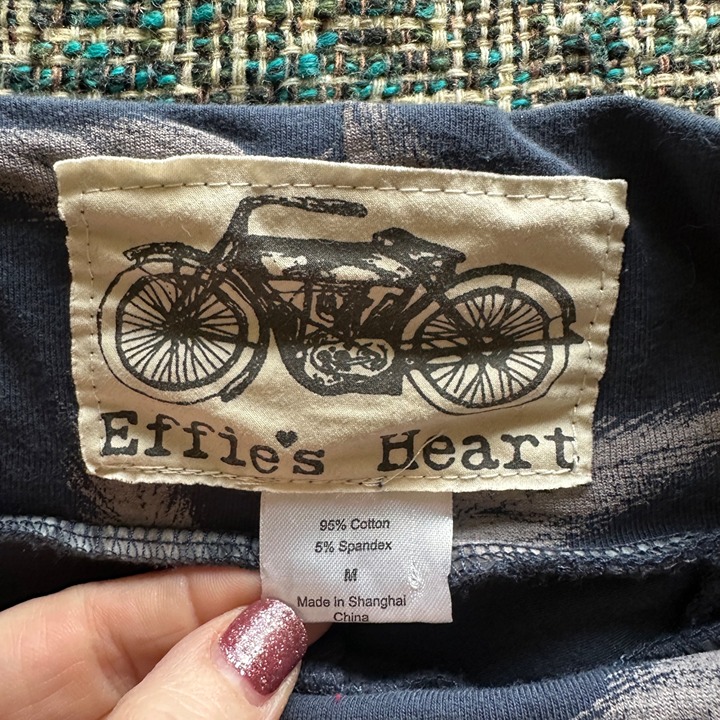 Effie's Heart
95% Cotton
5% Spandex
M
Made in Shanghai
China